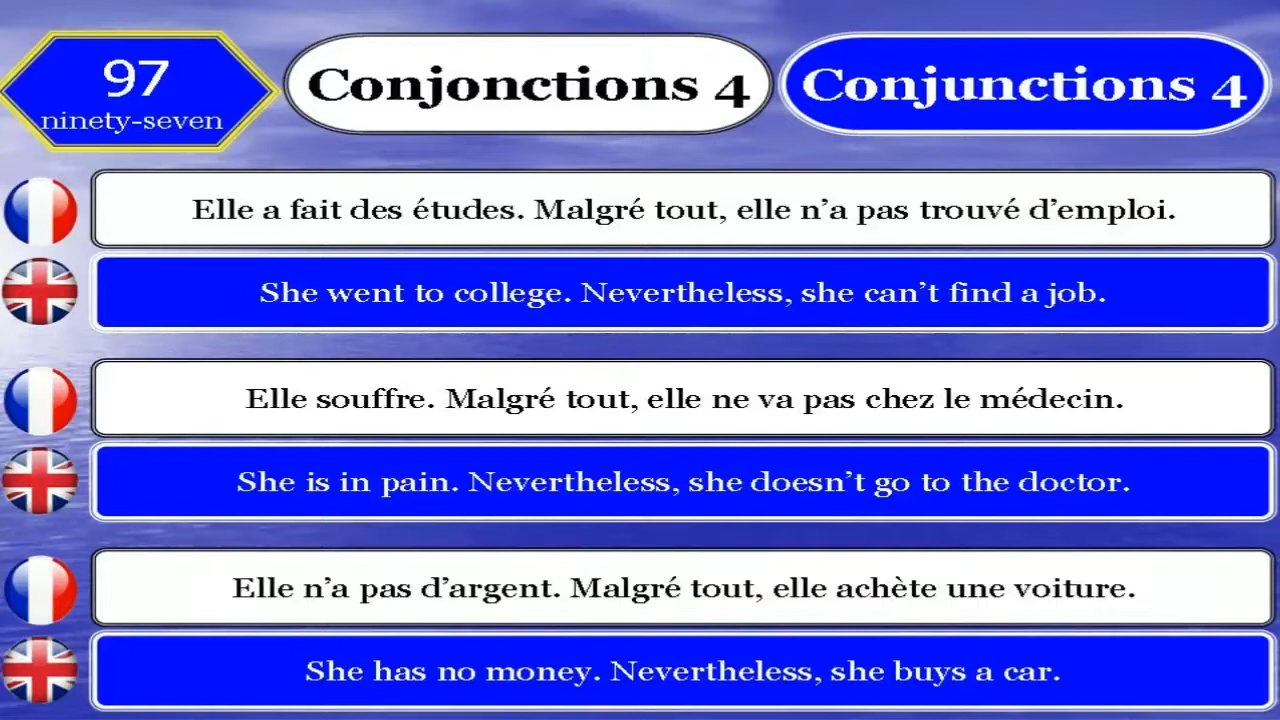 97
ninety-seven
Conjonctions 4
Conjunctions 4
Elle a fait des études. Malgré tout, elle n’a pas trouvé d’emploi.
She went to college. Nevertheless, she can’t find a job.
Elle souffre. Malgré tout, elle ne va pas chez le médecin.
She is in pain. Nevertheless, she doesn’t go to the doctor.
Elle n’a pas d’argent. Malgré tout, elle achète une voiture.
She has no money. Nevertheless, she buys a car.